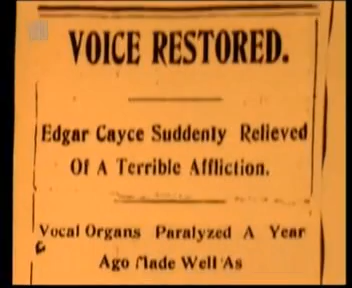 VOICE RESTORED.
Edgar Cayce Suddenly Relieved
Of A Terrible Affliction.
Vocal Organs Paralyzed A Year
Ago Made Well As